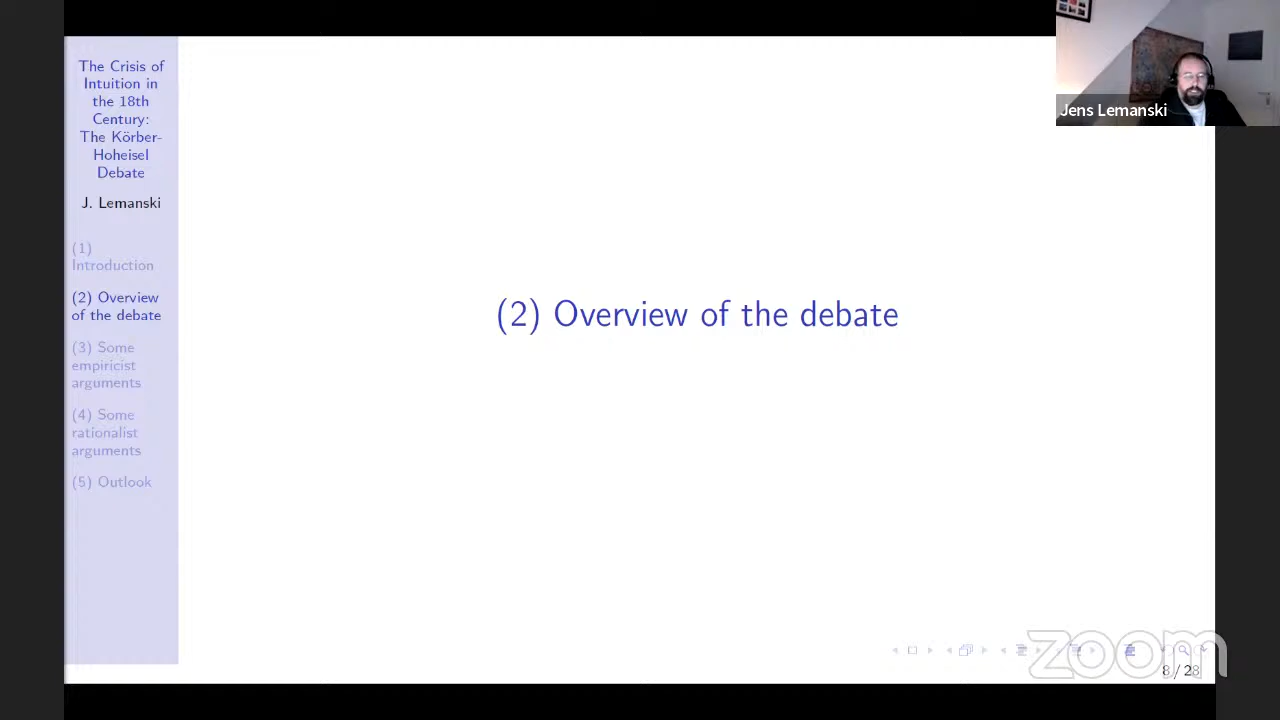 The Crisis of
Intuition in
the 18th
Century:
The Körber-
Hoheisel
Debate
J. Lemanski
(1)
Introduction
(2) Overview
of the debate
(3) Some
empiricist
arguments
(4) Some
rationalist
arguments
(5) Outlook
(2) Overview of the debate
Jens Lemanski
zoom
8 / 28